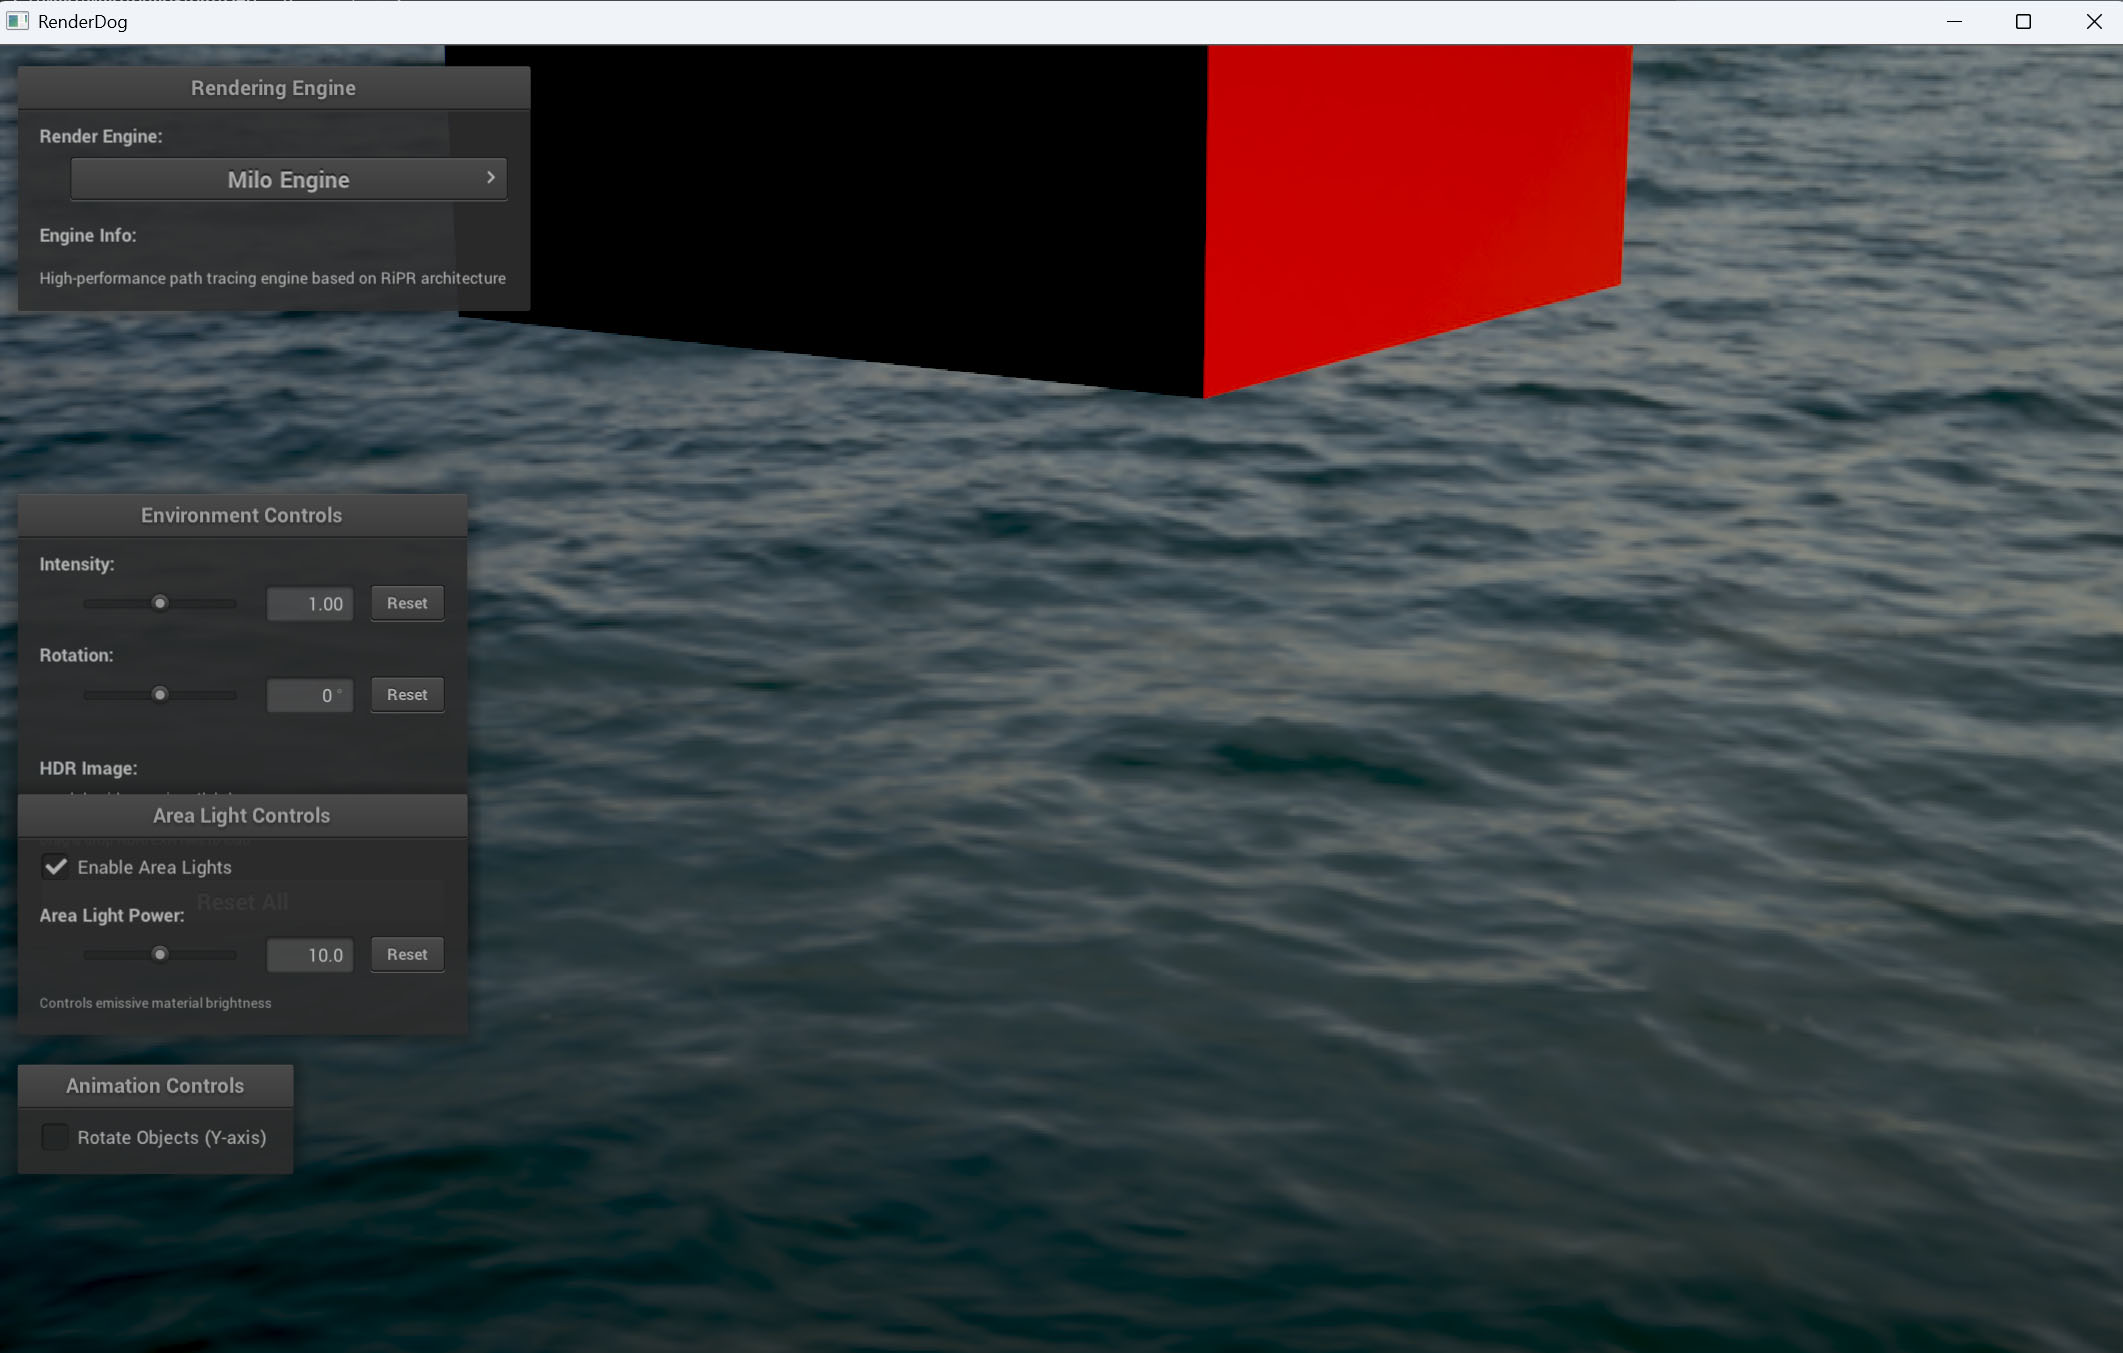 RenderDog
Rendering Engine
Render Engine:
Milo Engine
Engine Info:
High-performance path tracing engine based on RiPR architecture
Environment Controls
Intensity:
1.00 Reset
Rotation:
0 ° Reset
HDR Image:
Area Light Controls
Enable Area Lights
Reset All
Area Light Power:
10.0 Reset
Controls emissive material brightness
Animation Controls
Rotate Objects (Y-axis)